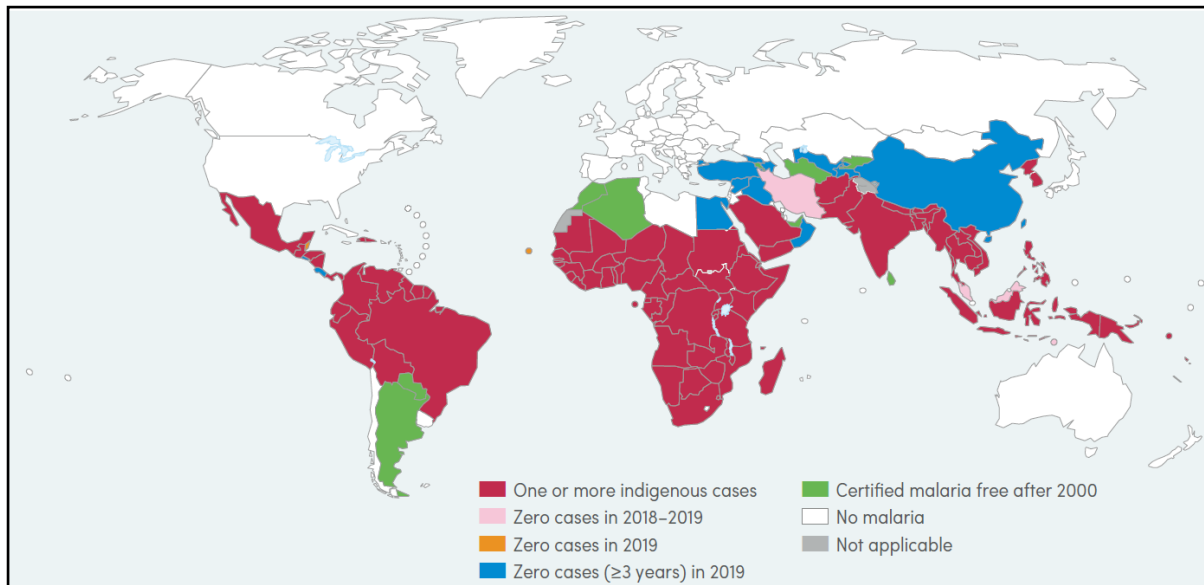 One or more indigenous cases
Zero cases in 2018–2019
Zero cases in 2019
Zero cases (≥3 years) in 2019
Certified malaria free after 2000
No malaria
Not applicable